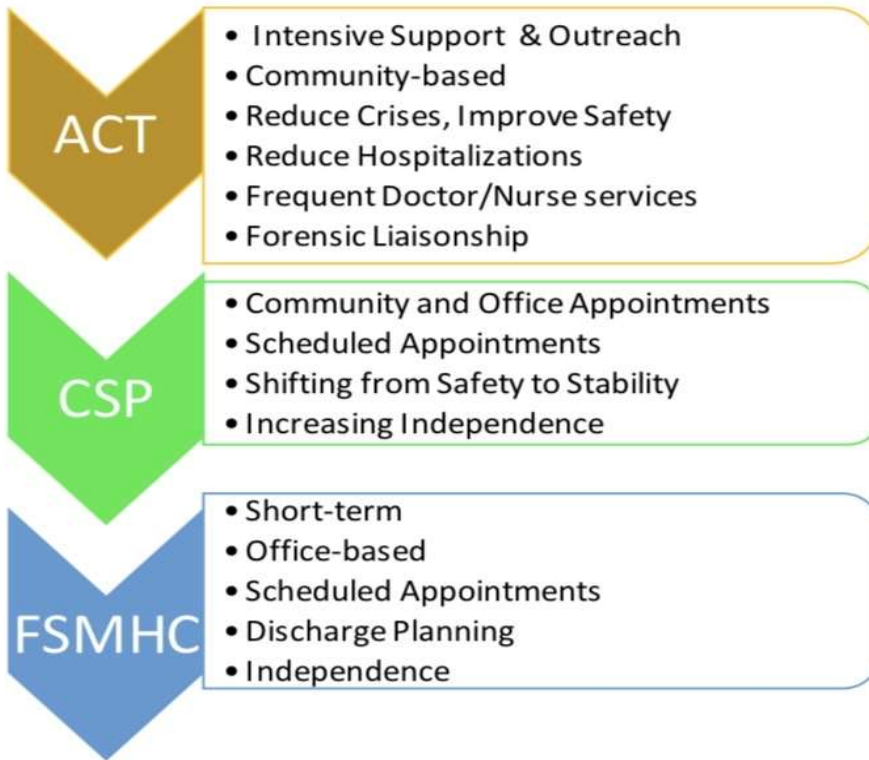 ACT
• Intensive Support & Outreach
• Community-based
• Reduce Crises, Improve Safety
• Reduce Hospitalizations
• Frequent Doctor/Nurse services
• Forensic Liaisonship
CSP
• Community and Office Appointments
• Scheduled Appointments
• Shifting from Safety to Stability
• Increasing Independence
FSMHC
• Short-term
• Office-based
• Scheduled Appointments
• Discharge Planning
• Independence